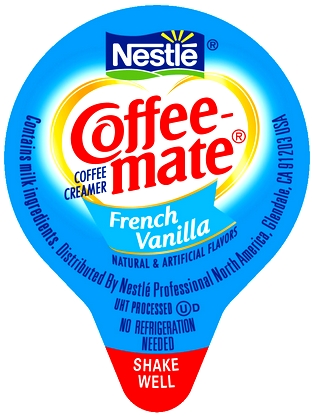 Nestlé®
Coffee-
mate®
COFFEE
CREAMER
French
Vanilla
NATURAL & ARTIFICIAL FLAVORS
Contains milk ingredients. Distributed By Nestlé Professional North America, Glendale, CA 91203 USA
UHT PROCESSED Ⓤ D
NO REFRIGERATION
NEEDED
SHAKE
WELL